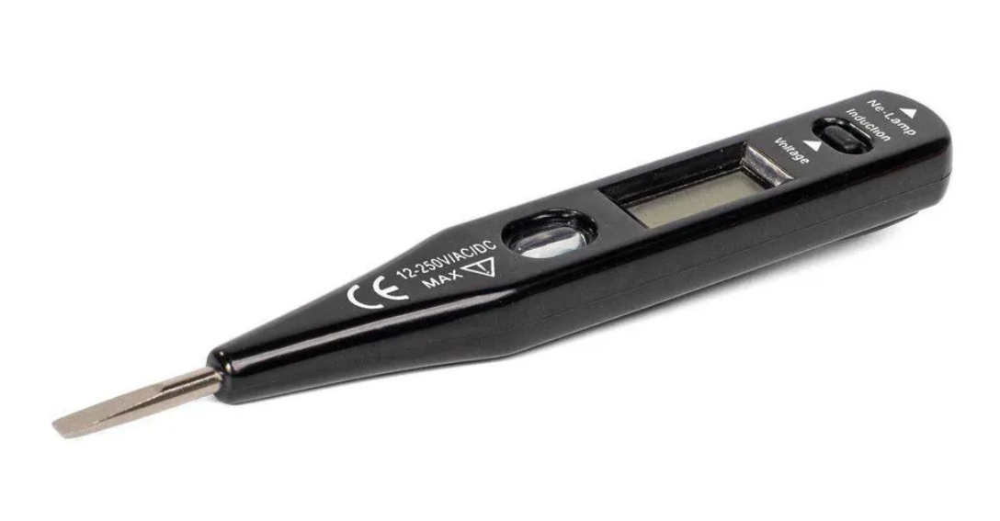 CE
12-250V/AC/DC
MAX
Voltage
Induction
Ne-Lamp